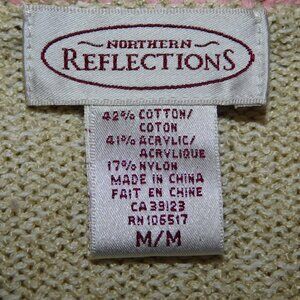 NORTHERN
REFLECTIONS
42% COTTON/
COTON
41% ACRYLIC/
ACRYLIQUE
17% NYLON
MADE IN CHINA
FAIT EN CHINE
CA 39123
RN 106517
M/M